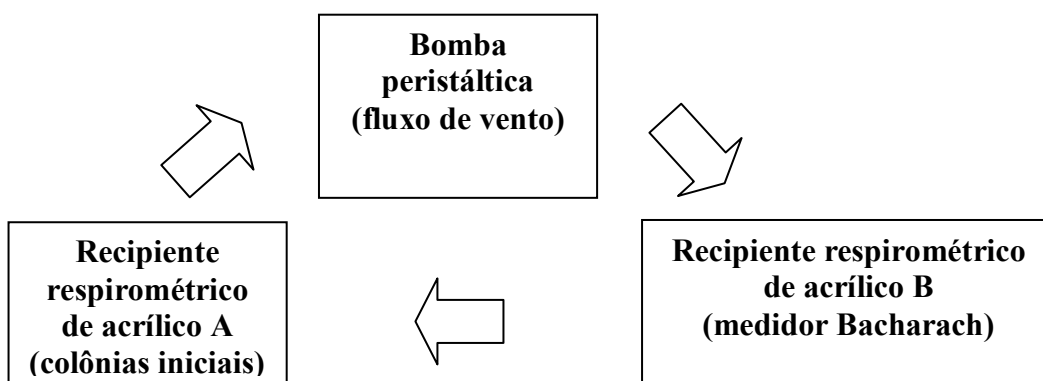 Bomba
peristáltica
(fluxo de vento)
Recipiente
respirométrico
de acrílico A
(colônias iniciais)
Recipiente respirométrico
de acrílico B
(medidor Bacharach)